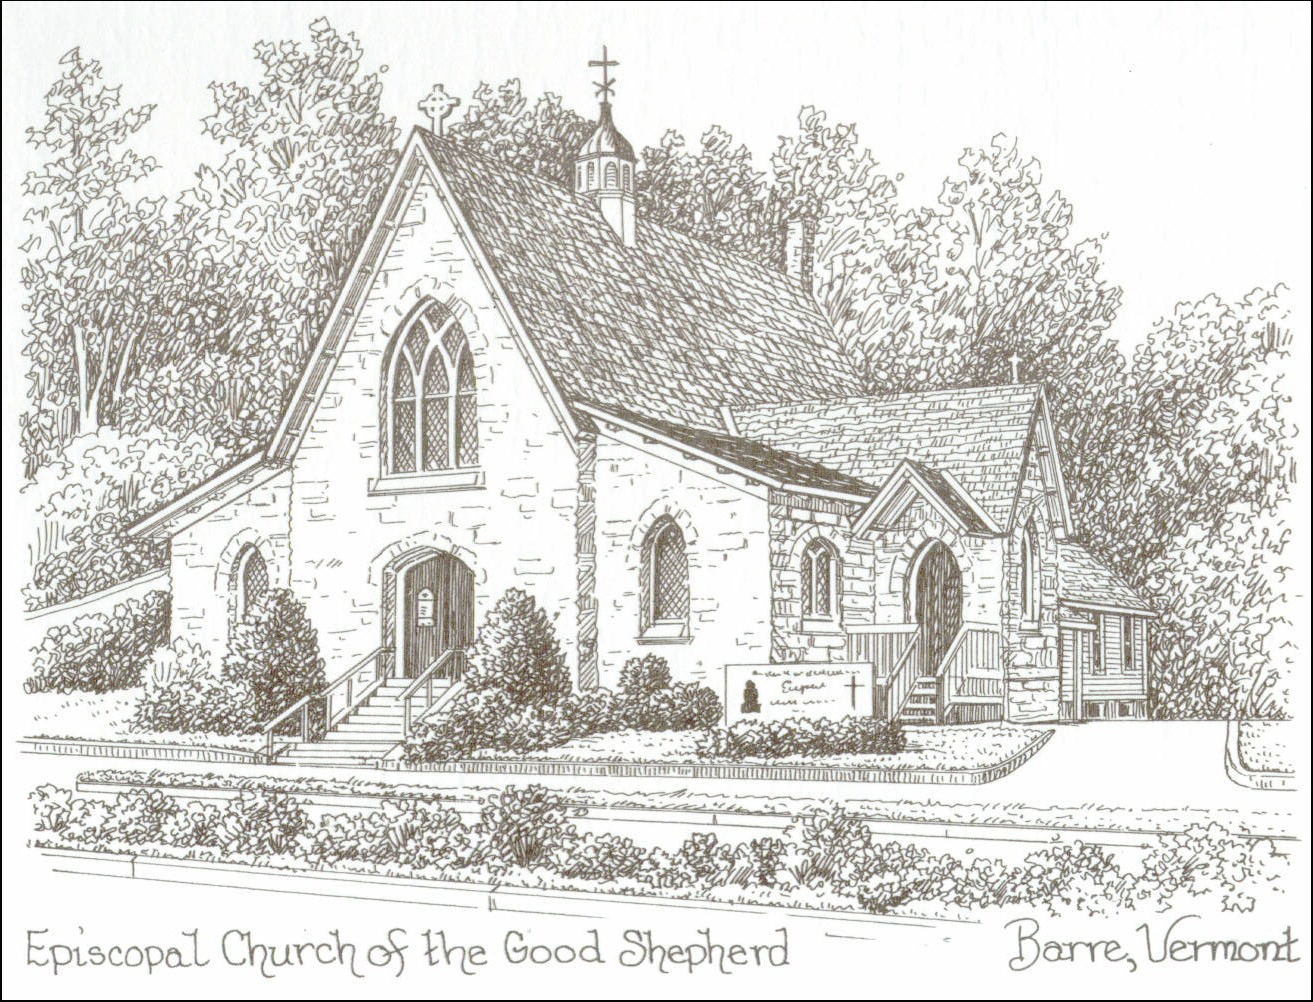 Episcopal Church of the Good Shepherd
Barre, Vermont